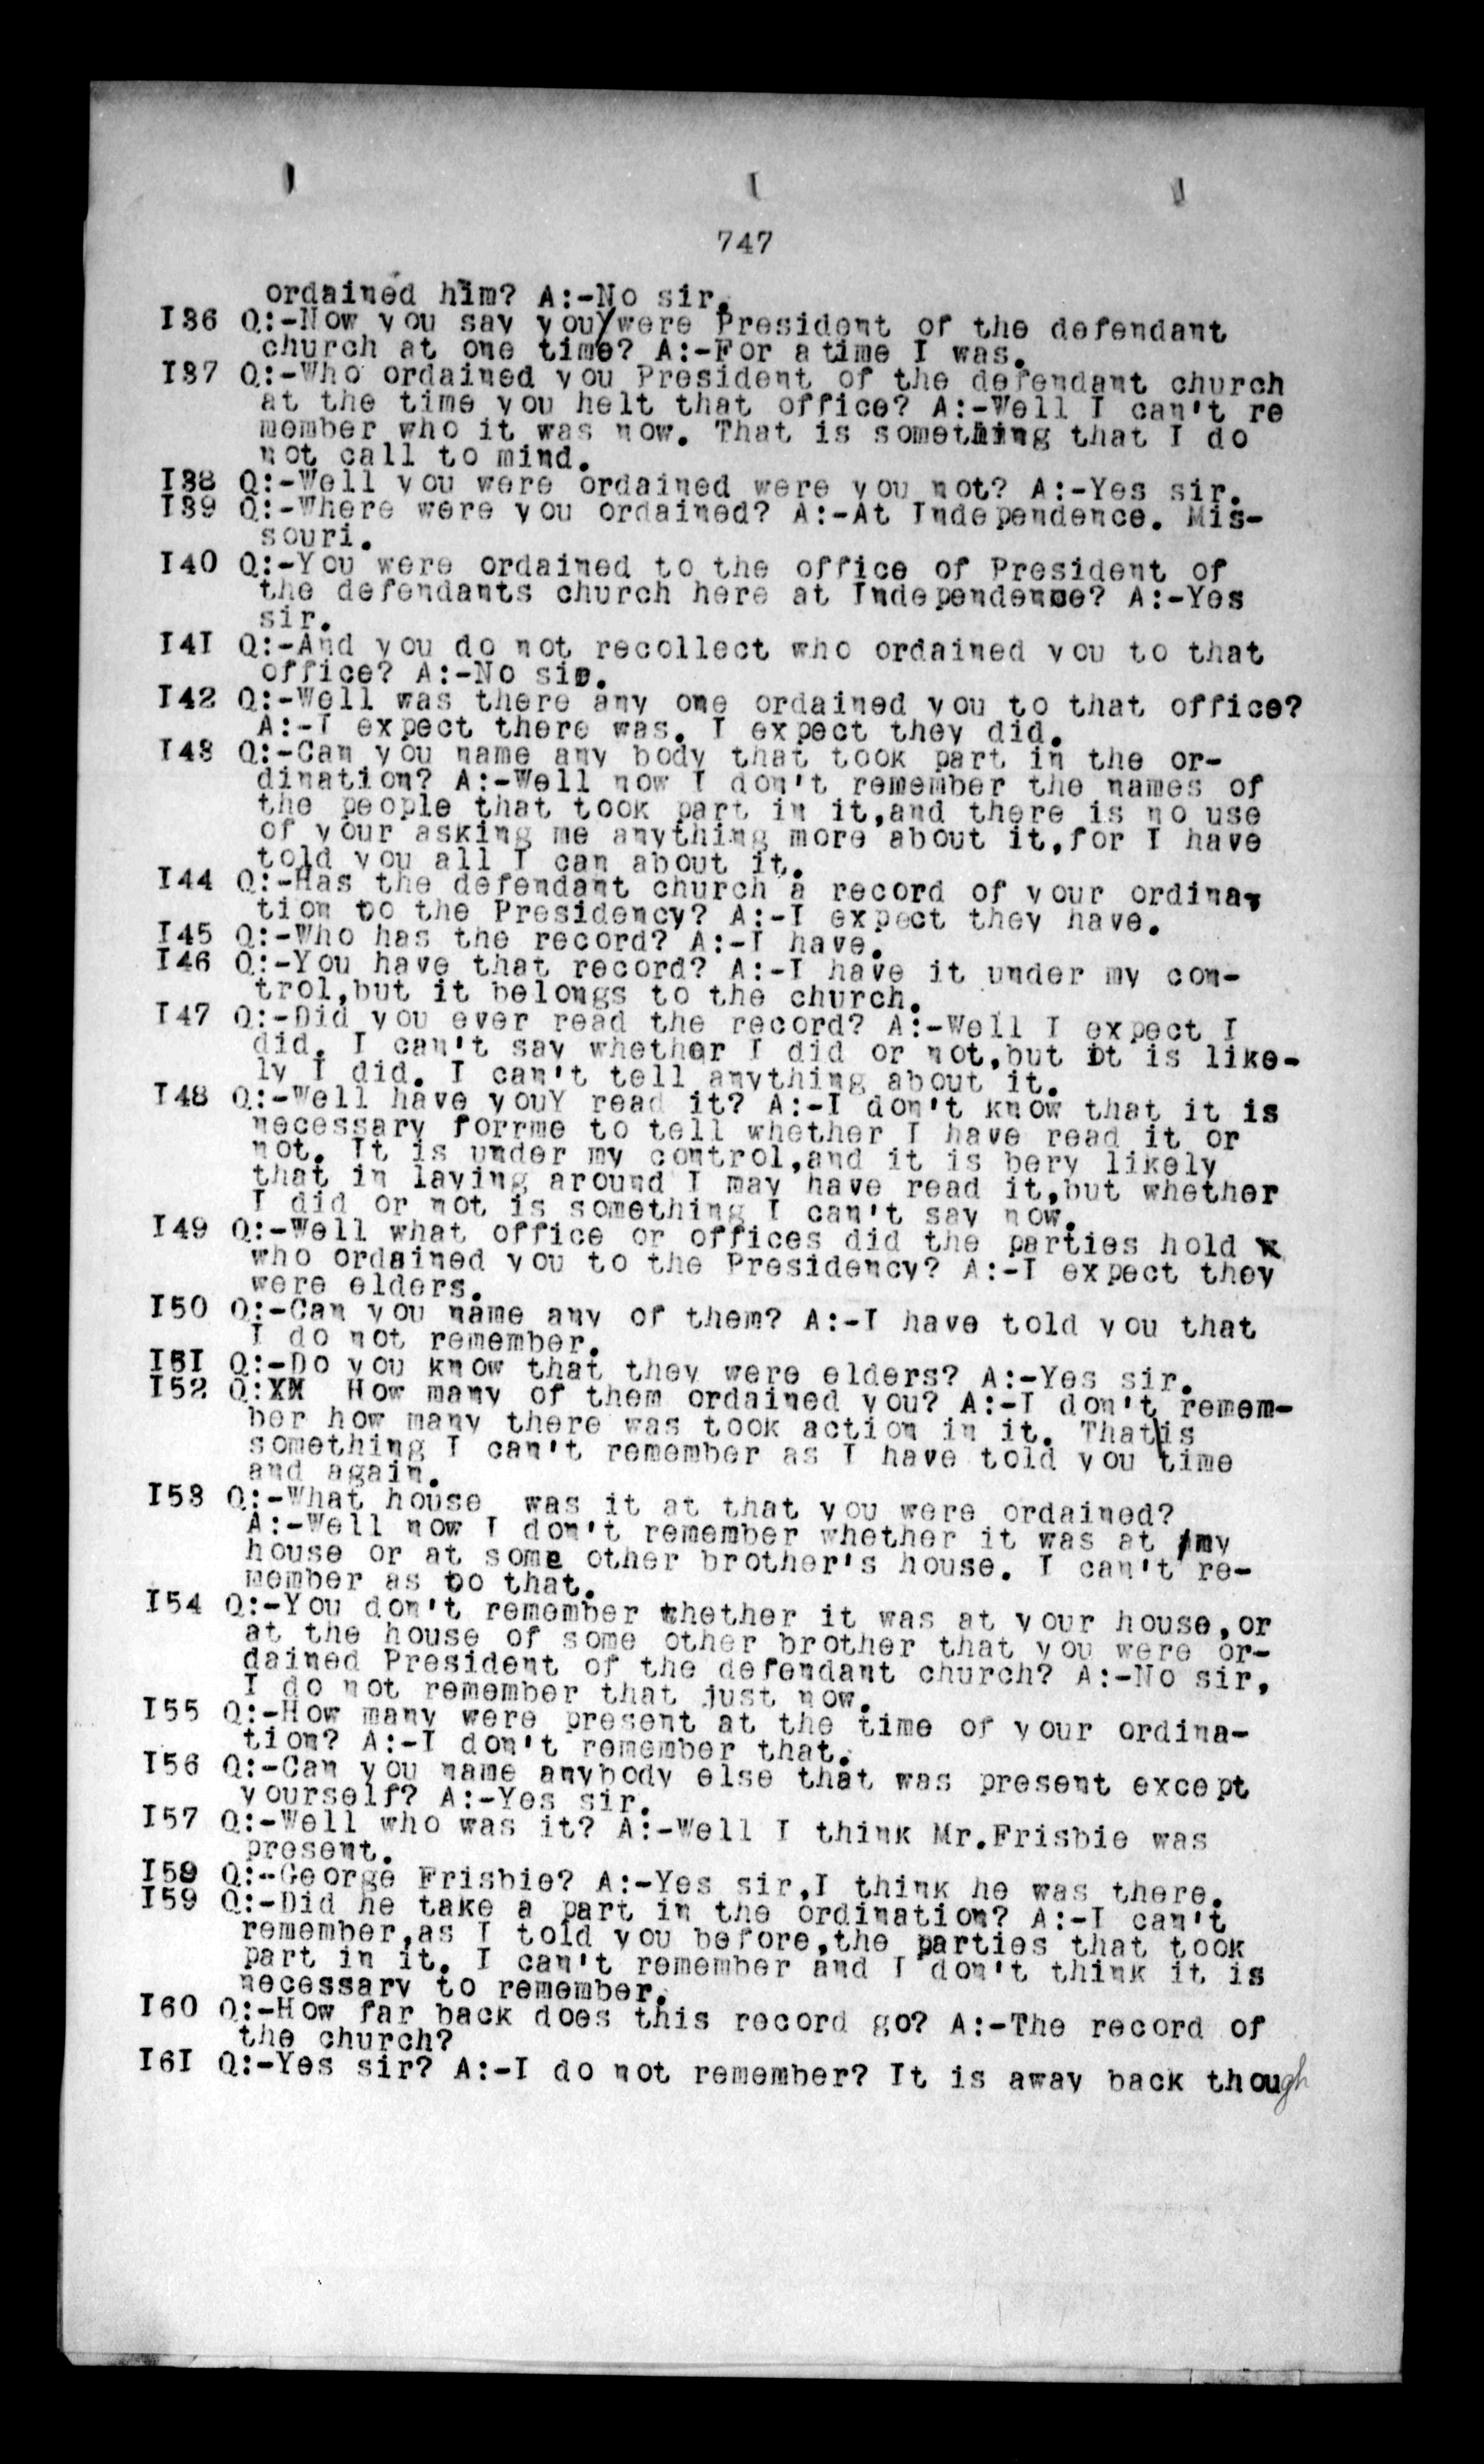 747
ordained him? A:-No sir.
I36 Q:-Now you say you/were President of the defendant
church at one time? A:-For atime I was.
I37 Q:-Who ordained you President of the defendant church
at the time you helt that office? A:-Well I can't re
member who it was now. That is something that I do
not call to mind.
I38 Q:-Well you were ordained were you not? A:-Yes sir.
I39 Q:-Where were you ordained? A:-At Independence. Mis-
souri.
I40 Q:-You were ordained to the office of President of
the defendants church here at Independence? A:-Yes
sir.
I4I Q:-And you do not recollect who ordained you to that
office? A:-No sir.
I42 Q:-Well was there any one ordained you to that office?
A:-I expect there was. I expect they did.
I43 Q:-Can you name any body that took part in the or-
dination? A:-Well now I don't remember the names of
the people that took part in it,and there is no use
of your asking me anything more about it,for I have
told you all I can about it.
I44 Q:-Has the defendant church a record of your ordina-
tion to the Presidency? A:-I expect they have.
I45 Q:-Who has the record? A:-I have.
I46 Q:-You have that record? A:-I have it under my con-
trol,but it belongs to the church.
I47 Q:-Did you ever read the record? A:-Well I expect I
did. I can't say whether I did or not,but it is like-
ly I did. I can't tell anything about it.
I48 Q:-Well have youY read it? A:-I don't know that it is
necessary forrme to tell whether I have read it or
not. It is under my control,and it is bery likely
that in laying around I may have read it,but whether
I did or not is something I can't say now.
I49 Q:-Well what office or offices did the parties hold x
who ordained you to the Presidency? A:-I expect they
were elders.
I50 Q:-Can you name any of them? A:-I have told you that
I do not remember.
I5I Q:-Do you know that they were elders? A:-Yes sir.
I52 Q:XM How many of them ordained you? A:-I don't remem-
ber how many there was took action in it. That|is
something I can't remember as I have told you time
and again.
I53 Q:-What house was it at that you were ordained?
A:-Well now I don't remember whether it was at /my
house or at some other brother's house. I can't re-
member as to that.
I54 Q:-You don't remember whether it was at your house,or
at the house of some other brother that you were or-
dained President of the defendant church? A:-No sir,
I do not remember that just now.
I55 Q:-How many were present at the time of your ordina-
tion? A:-I don't remember that.
I56 Q:-Can you name anybody else that was present except
yourself? A:-Yes sir.
I57 Q:-Well who was it? A:-Well I think Mr.Frisbie was
present.
I58 Q:-George Frisbie? A:-Yes sir,I think he was there.
I59 Q:-Did he take a part in the ordination? A:-I can't
remember,as I told you before,the parties that took
part in it. I can't remember and I don't think it is
necessary to remember.
I60 Q:-How far back does this record go? A:-The record of
the church?
I6I Q:-Yes sir? A:-I do not remember? It is away back though